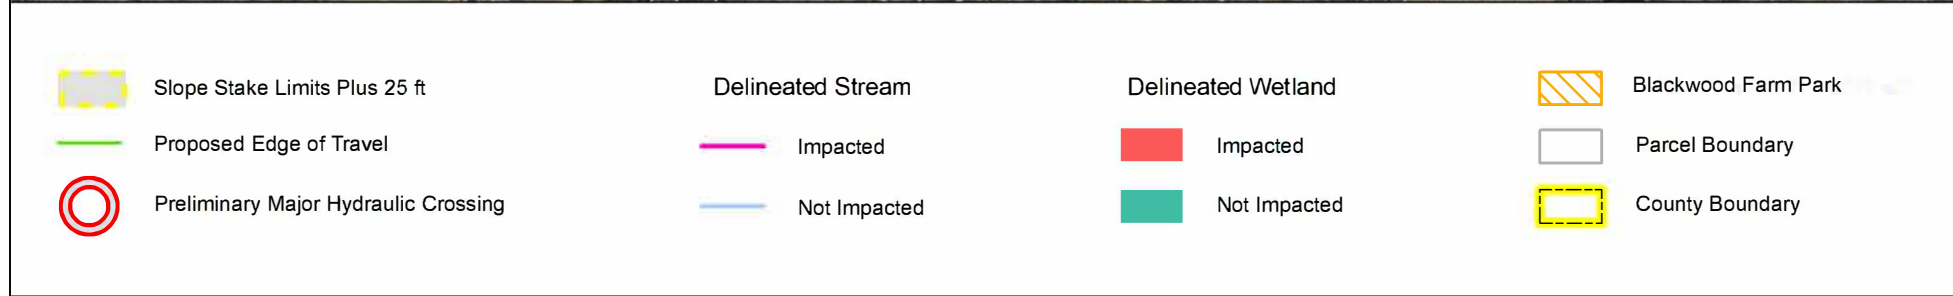 Slope Stake Limits Plus 25 ft
Proposed Edge of Travel
Preliminary Major Hydraulic Crossing
Delineated Stream
Impacted
Not Impacted
Delineated Wetland
Impacted
Not Impacted
Blackwood Farm Park
Parcel Boundary
County Boundary